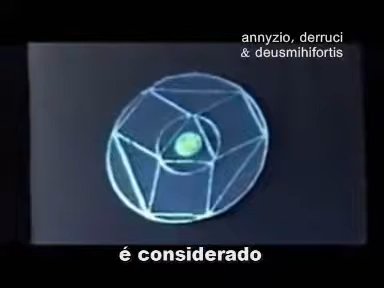 annyzio, derruci
& deusmihifortis
é considerado